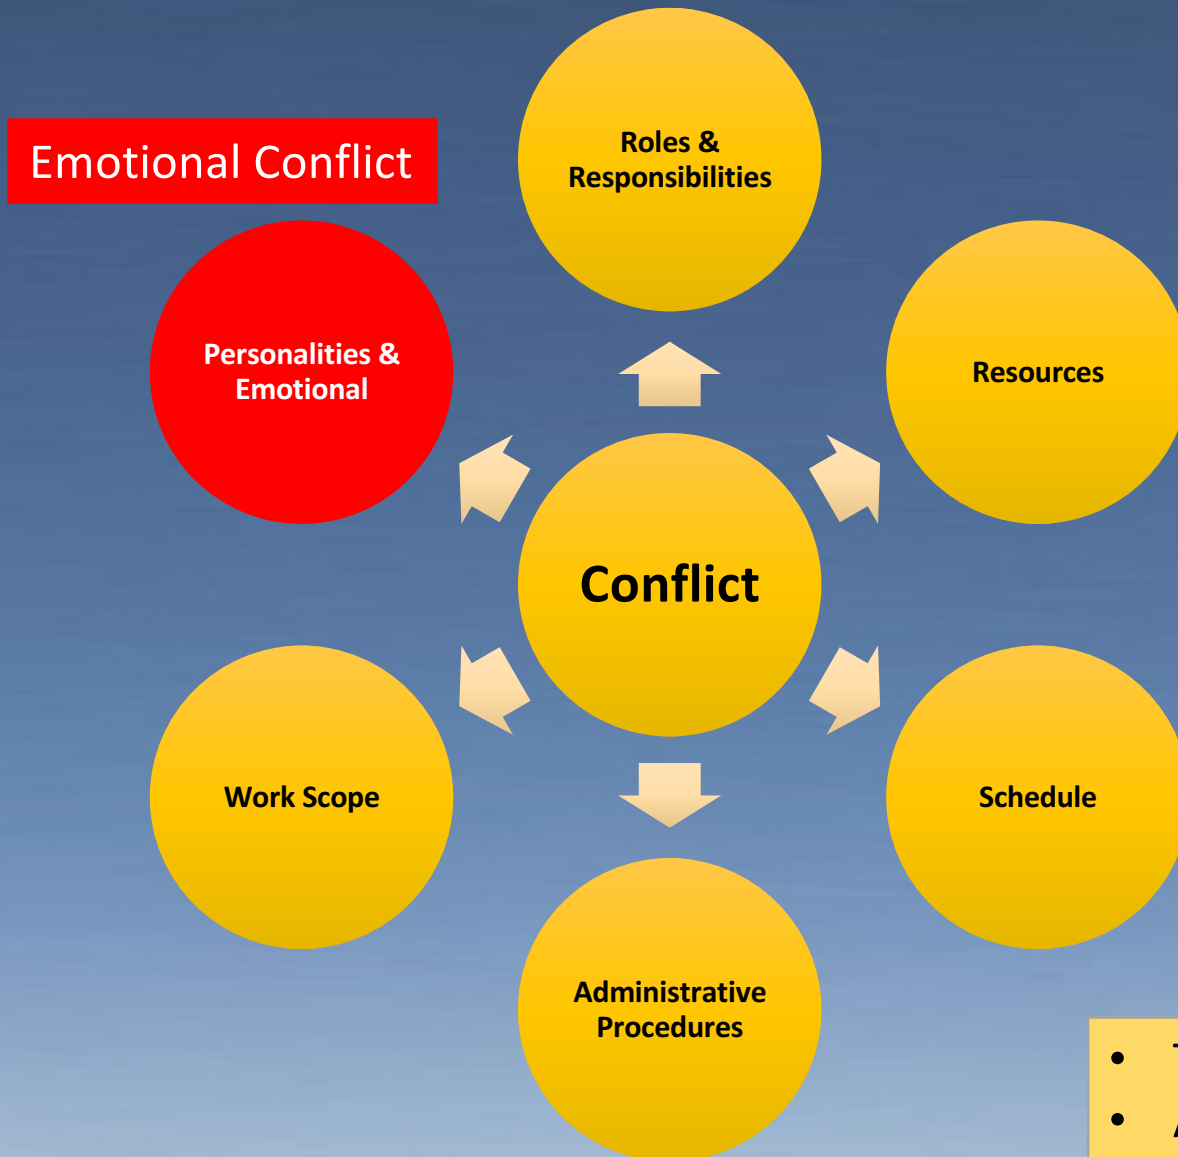 Emotional Conflict
Roles &
Responsibilities
Personalities &
Emotional
Resources
Conflict
Work Scope
Schedule
Administrative
Procedures